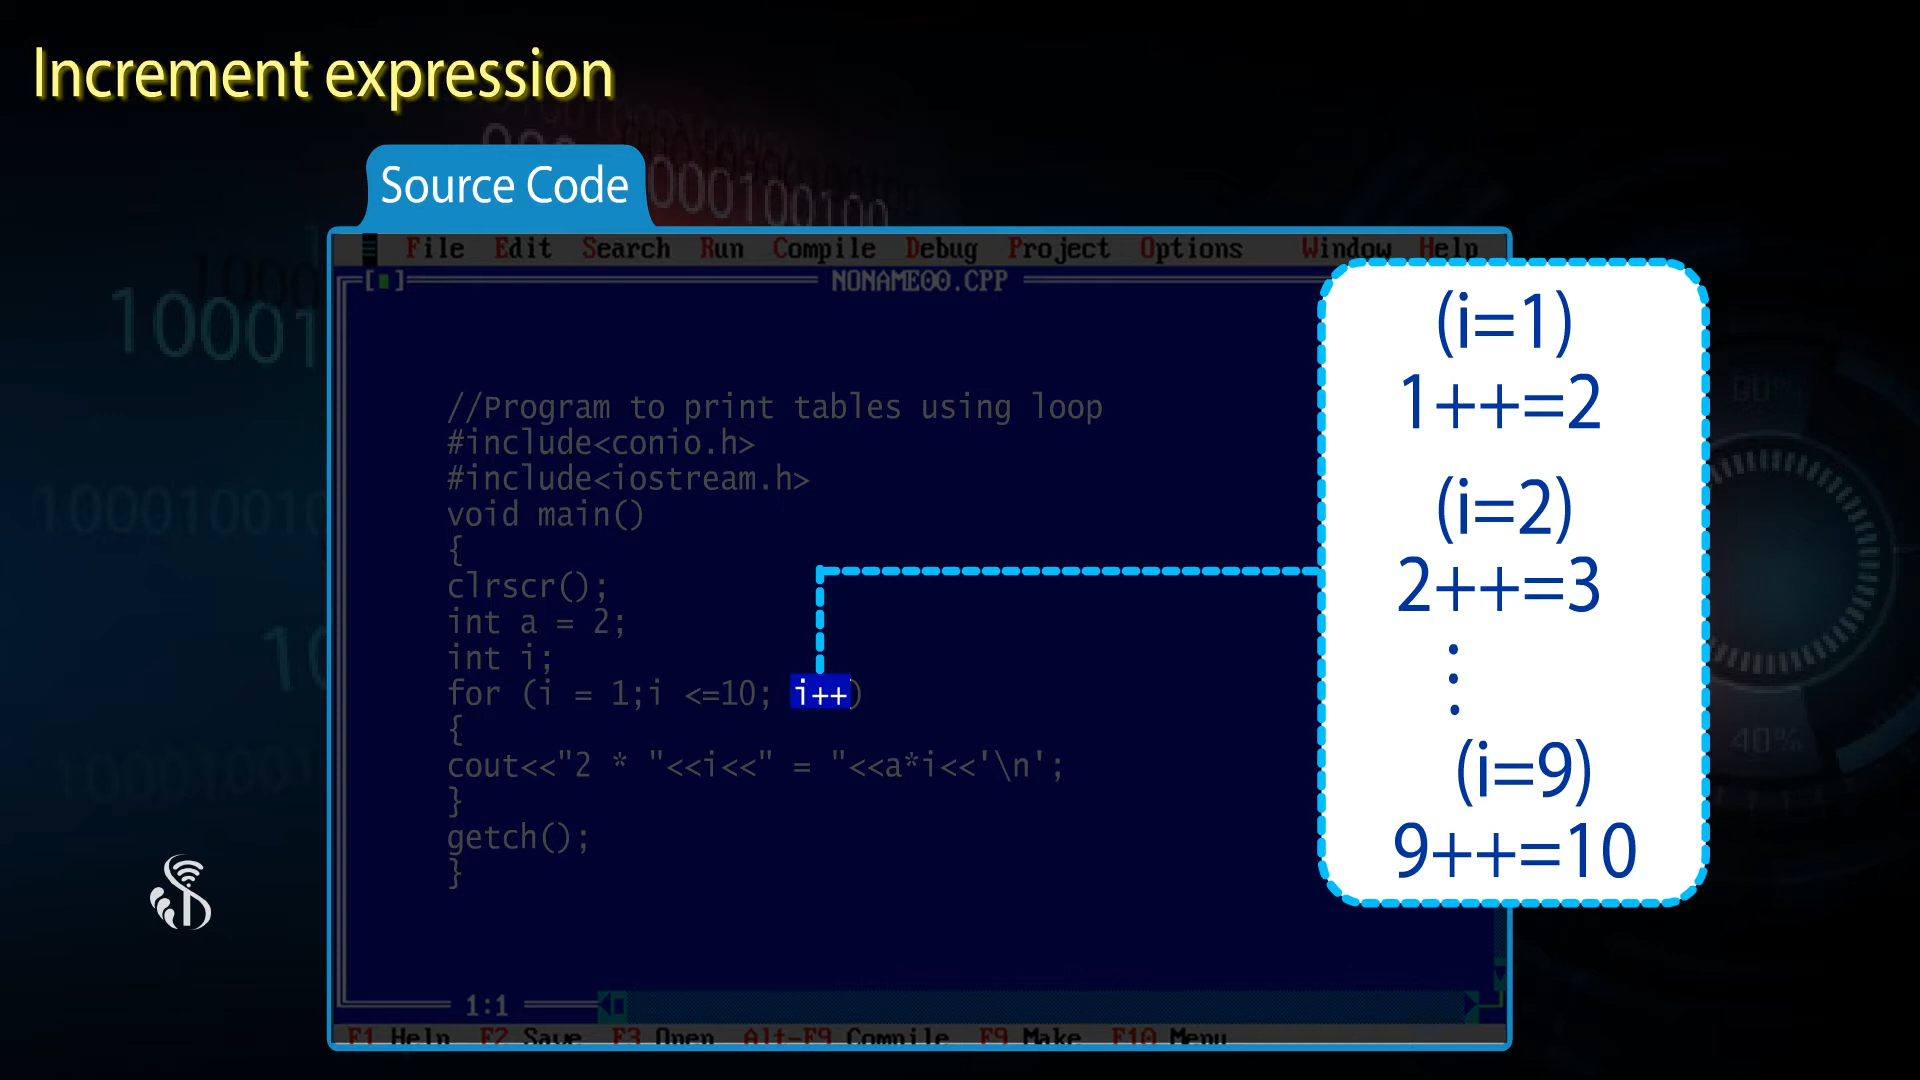 Increment expression
Source Code
File Edit Search Run Compile Debug Project Options Window Help
NONAME00.CPP
//Program to print tables using loop
#include<conio.h>
#include<iostream.h>
void main()
{
clrscr();
int a = 2;
int i;
for (i = 1;i <=10; i++)
{
cout<<"2 * "<<i<<" = "<<a*i<<'\n';
}
getch();
}
(i=1)
1++=2
(i=2)
2++=3
(i=9)
9++=10
1:1
F1 Help F2 Save F3 Open Alt-F9 Compile F9 Make F10 Menu
40%